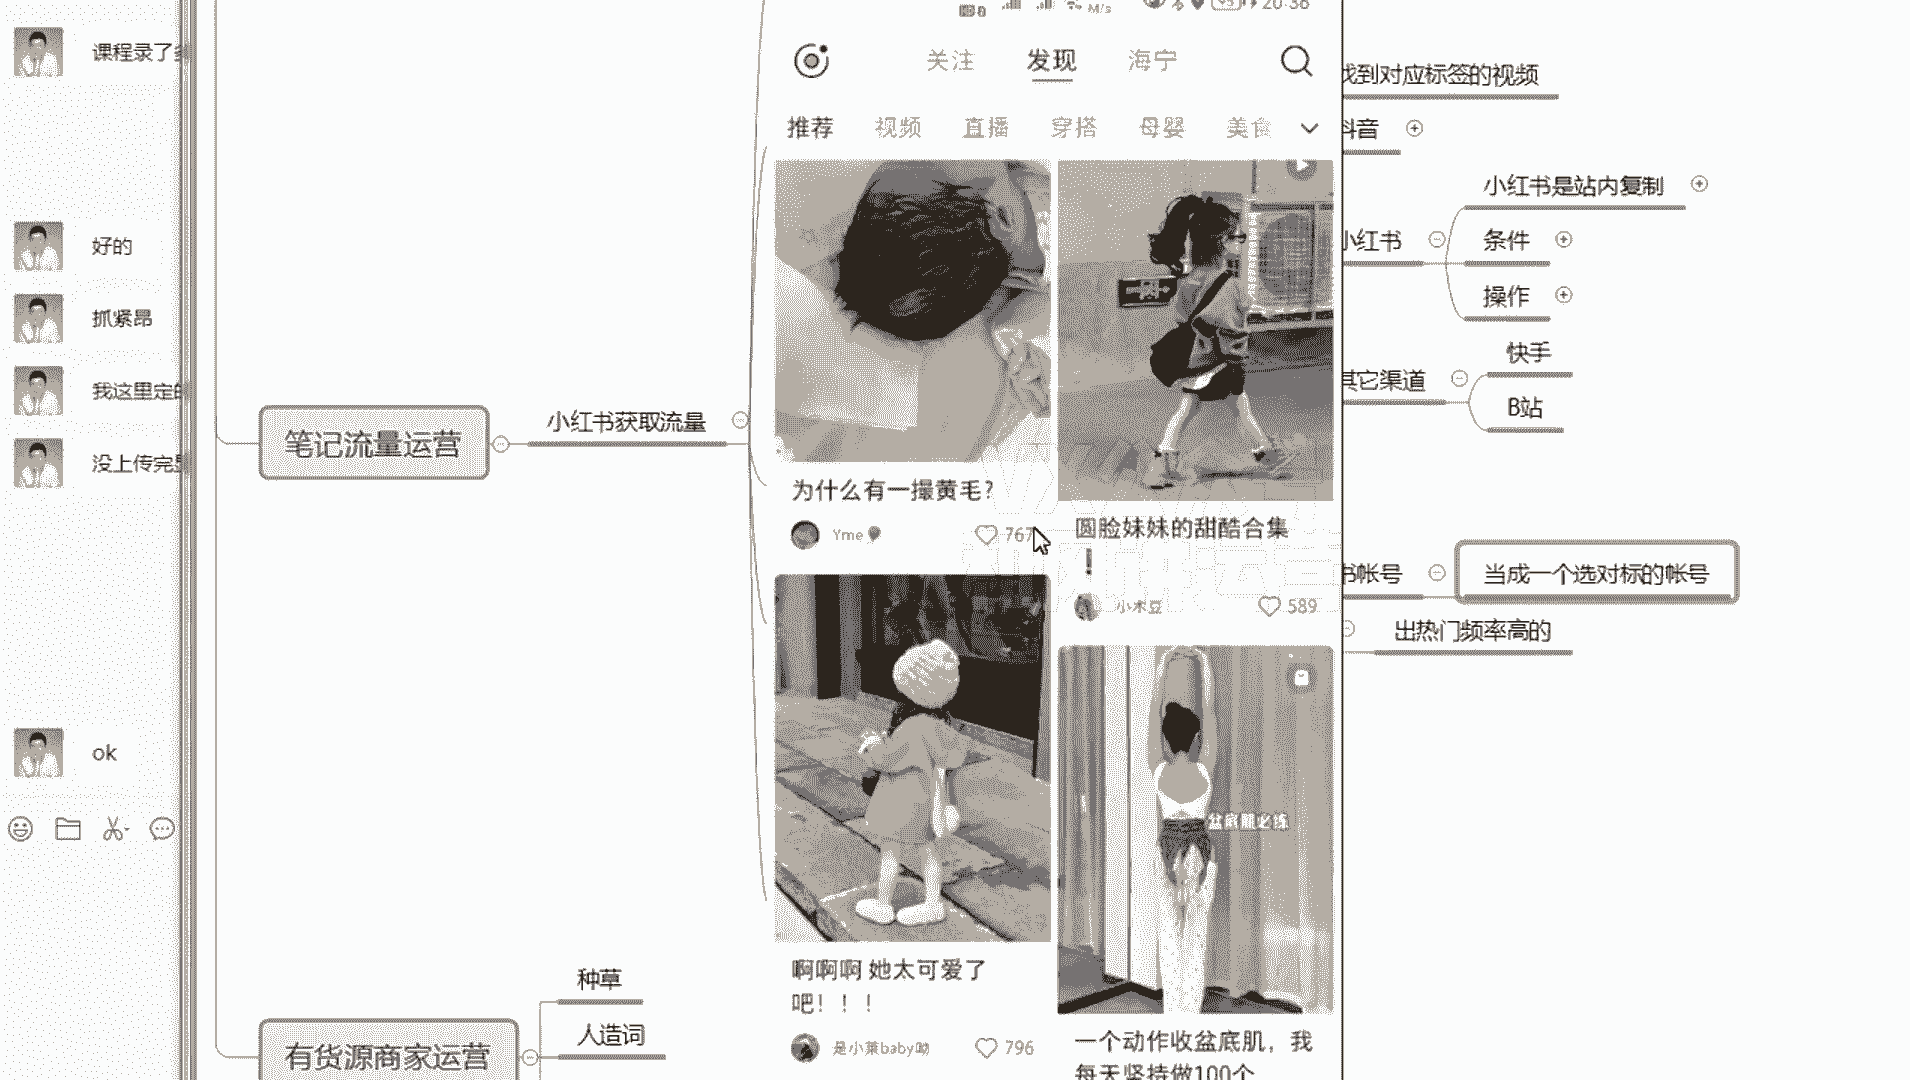 课程录了
好的
抓紧昂
我这里定的
没上传完
ok
笔记流量运营
小红书获取流量
有货源商家运营
种草
人造词
M/s
20:36
关注
发现
海宁
推荐
视频
直播
穿搭
母婴
美食
为什么有一撮黄毛?
Yme
767
圆脸妹妹的甜酷合集
!
小木豆
589
啊啊啊 她太可爱了
吧！！！
是小莱baby呦
796
盆底肌必练
一个动作收盆底肌，我
每天坚持做100个
找到对应标签的视频
抖音
小红书
小红书是站内复制
条件
操作
其它渠道
快手
B站
书帐号
当成一个选对标的帐号
出热门频率高的